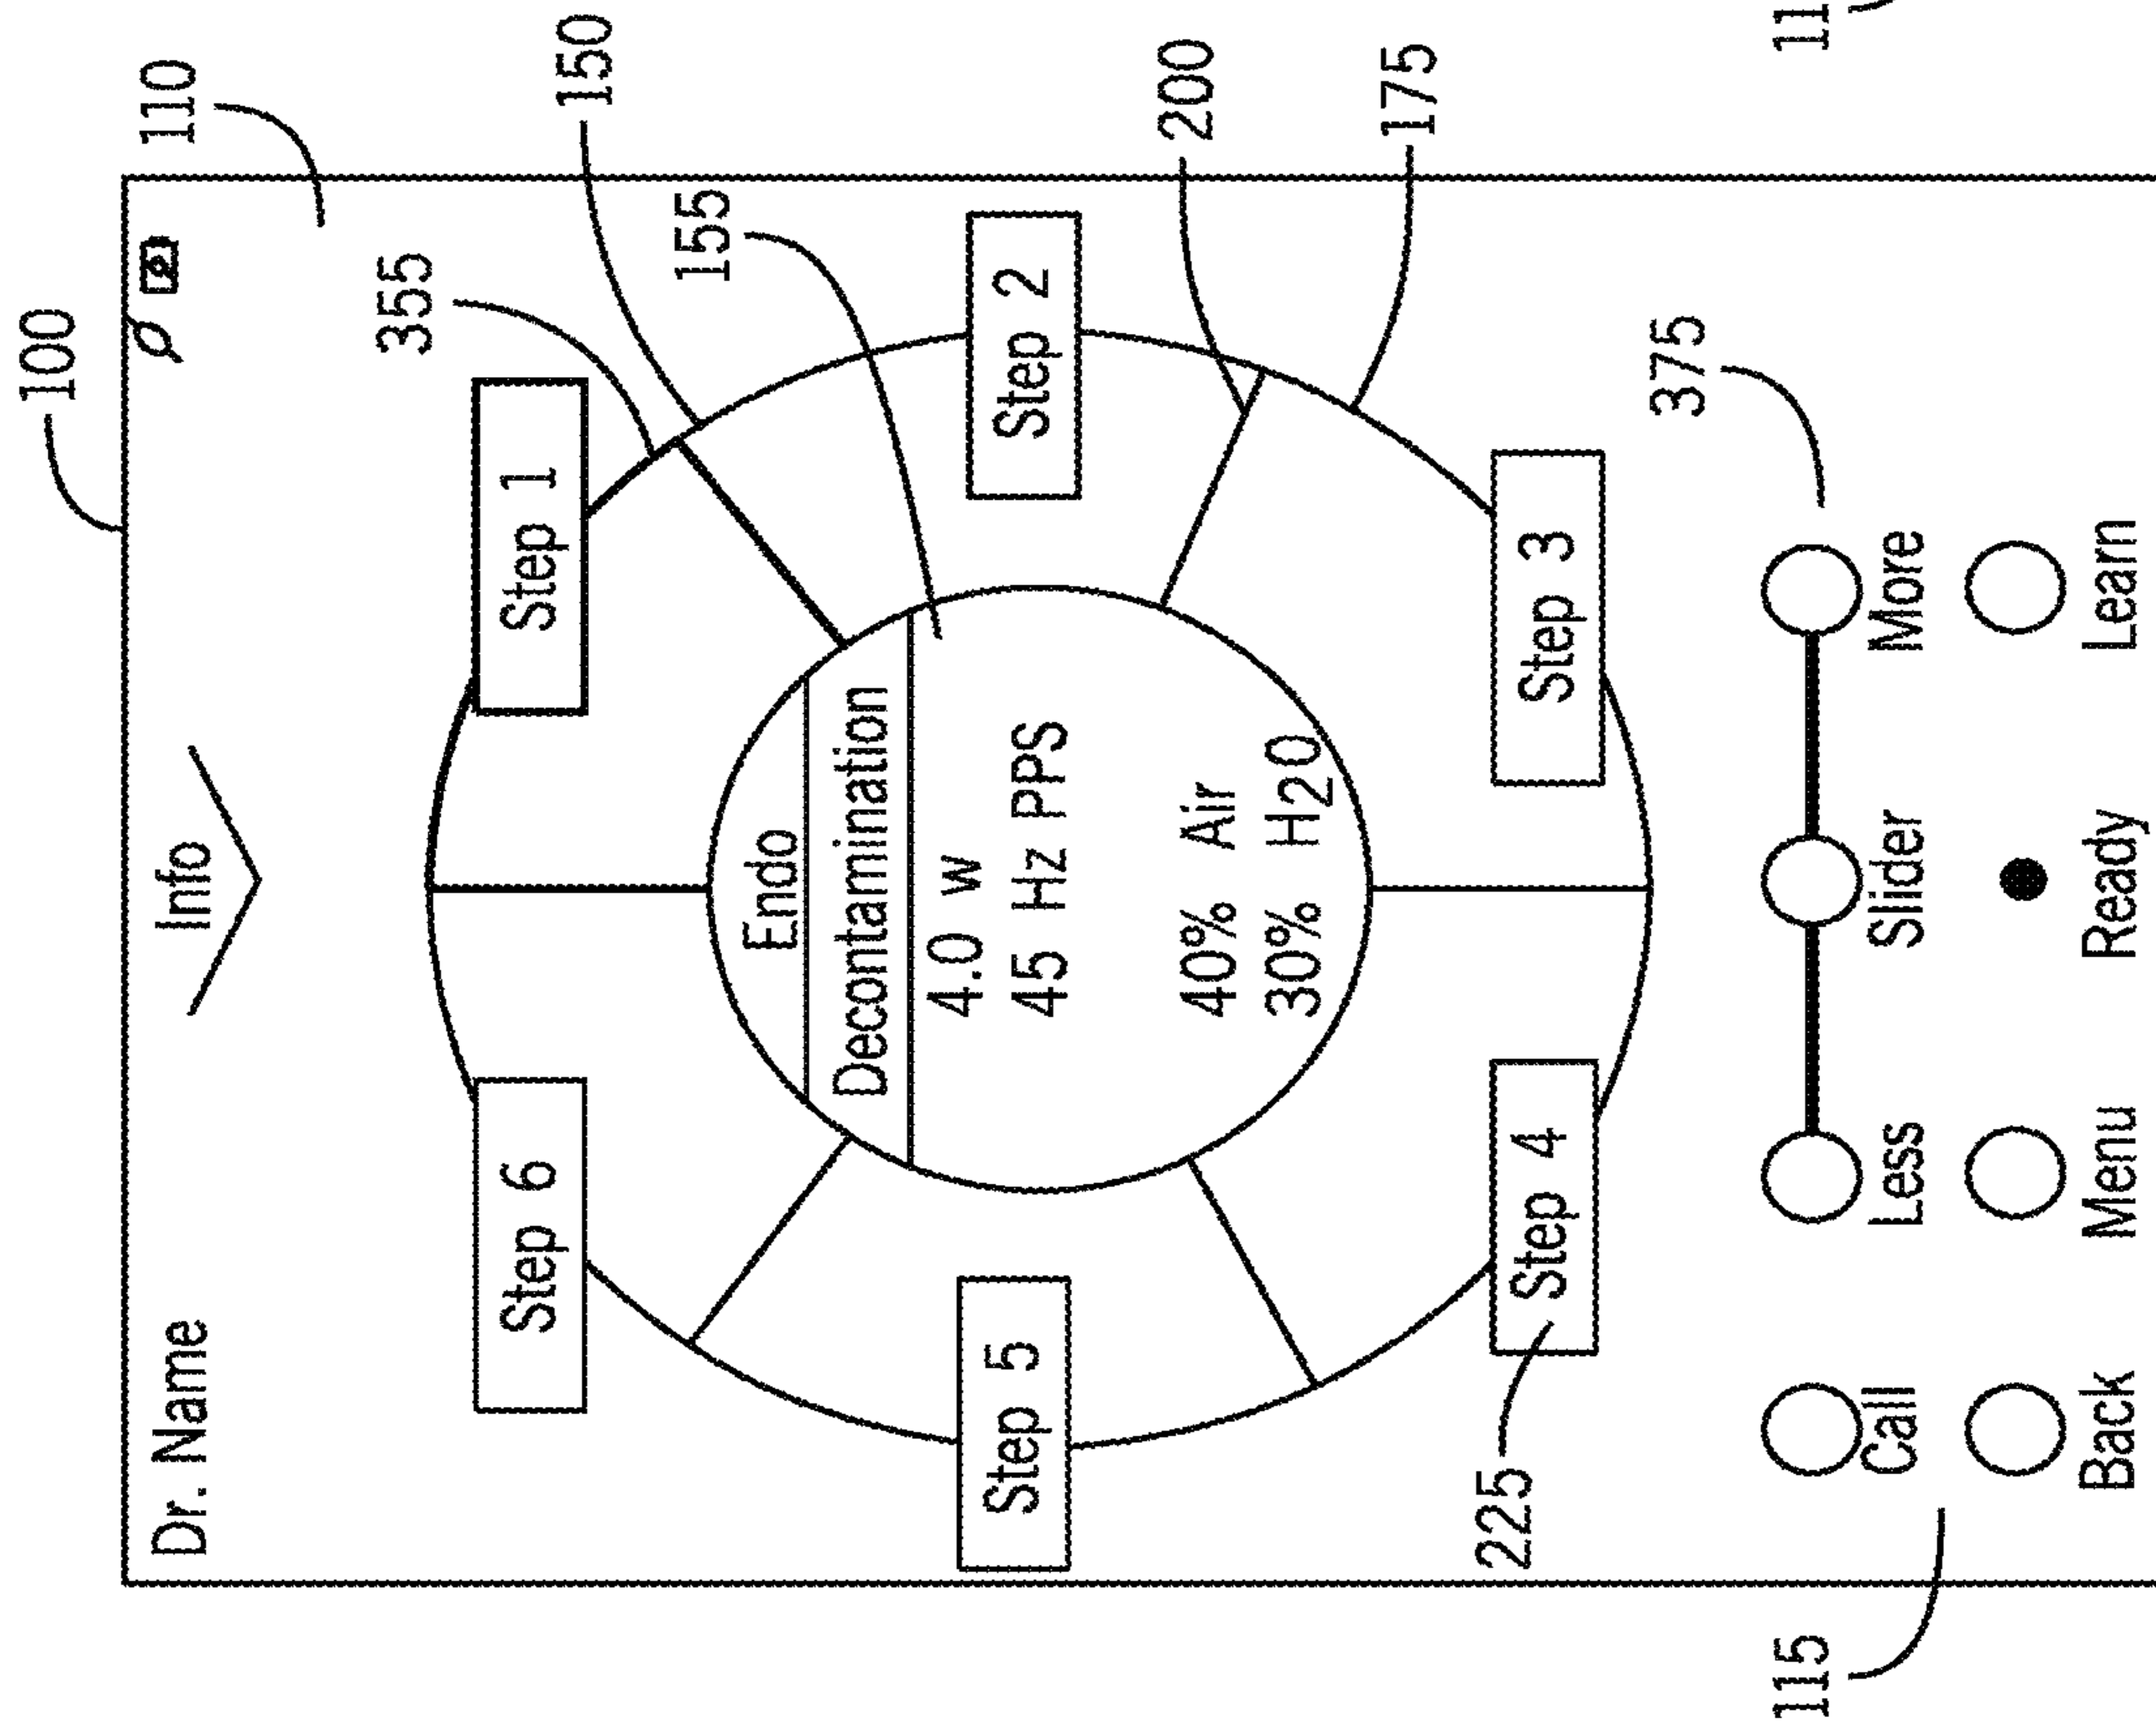 100
Dr. Name
Info
110
355
Step 6
Step 1
150
155
Endo
Decontamination
4.0 w
Step 5
45 Hz PPS
Step 2
200
40% Air
30% H20
175
225
Step 4
Step 3
375
115
Call Less Slider More
Back Menu Ready Learn